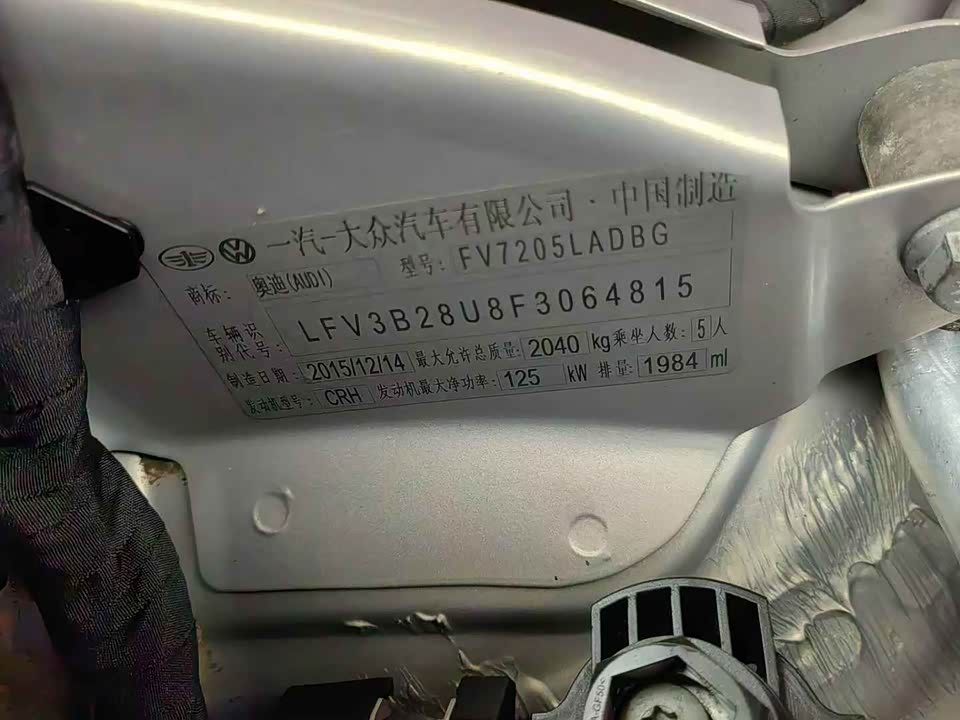 一汽-大众汽车有限公司·中国制造
商标: 奥迪(AUDI) 型号: FV7205LADBG
车辆识别代号: LFV3B28U8F3064815
制造日期: 2015/12/14 最大允许总质量: 2040 kg 乘坐人数: 5 人
发动机型号: CRH 发动机最大净功率: 125 kW 排量: 1984 ml